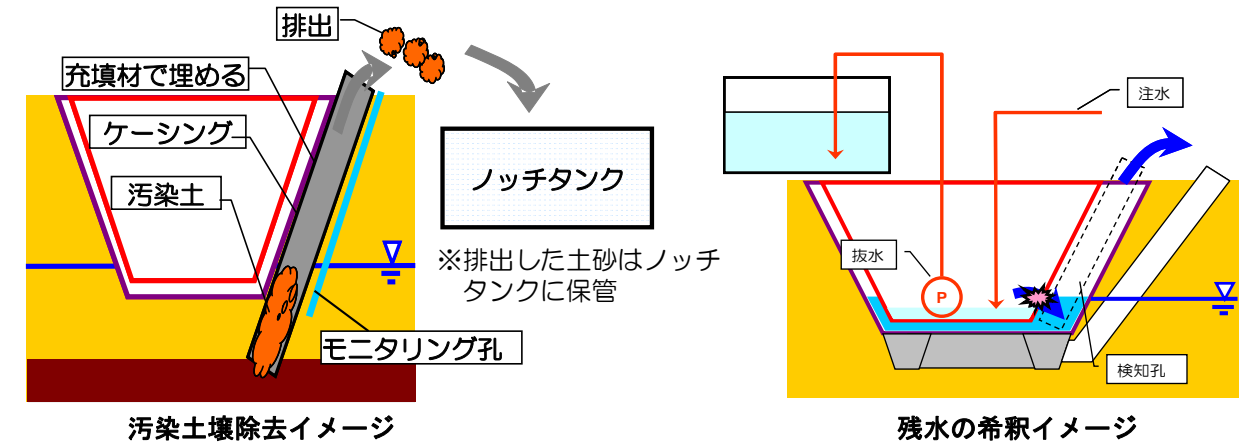 排出
充填材で埋める
ケーシング
汚染土
ノッチタンク
※排出した土砂はノッチ
タンクに保管
モニタリング孔
汚染土壌除去イメージ
注水
抜水
P
検知孔
残水の希釈イメージ